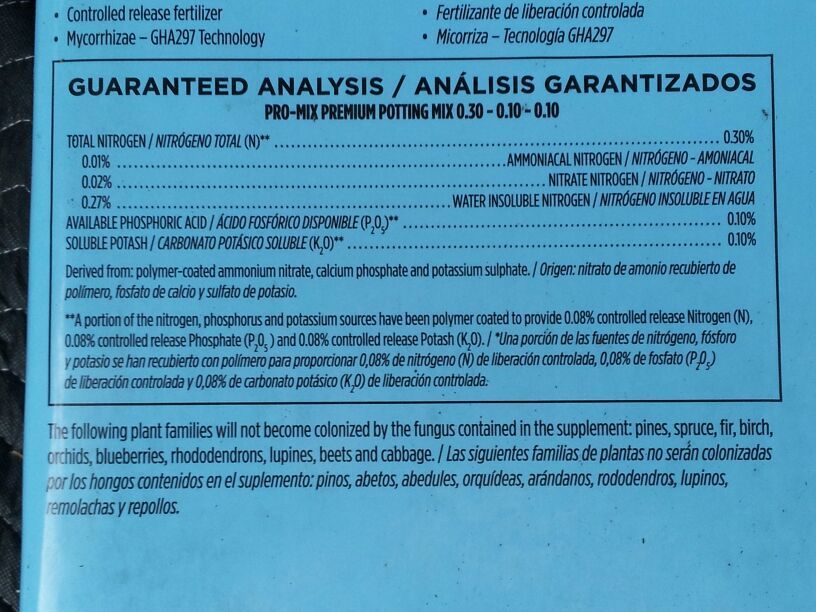 • Controlled release fertilizer • Fertilizante de liberación controlada
• Mycorrhizae – GHA297 Technology • Micorriza – Tecnología GHA297
GUARANTEED ANALYSIS / ANÁLISIS GARANTIZADOS
PRO-MIX PREMIUM POTTING MIX 0.30 - 0.10 - 0.10
TOTAL NITROGEN / NITRÓGENO TOTAL (N)** ........ 0.30%
0.01% ........ AMMONIACAL NITROGEN / NITRÓGENO - AMONIACAL
0.02% ........ NITRATE NITROGEN / NITRÓGENO - NITRATO
0.27% ........ WATER INSOLUBLE NITROGEN / NITRÓGENO INSOLUBLE EN AGUA
AVAILABLE PHOSPHORIC ACID / ÁCIDO FOSFÓRICO DISPONIBLE (P₂O₅)** ........ 0.10%
SOLUBLE POTASH / CARBONATO POTÁSICO SOLUBLE (K₂O)** ........ 0.10%
Derived from: polymer-coated ammonium nitrate, calcium phosphate and potassium sulphate. / Origen: nitrato de amonio recubierto de
polímero, fosfato de calcio y sulfato de potasio.
**A portion of the nitrogen, phosphorus and potassium sources have been polymer coated to provide 0.08% controlled release Nitrogen (N),
0.08% controlled release Phosphate (P₂O₅) and 0.08% controlled release Potash (K₂O). / *Una porción de las fuentes de nitrógeno, fósforo
y potasio se han recubierto con polímero para proporcionar 0,08% de nitrógeno (N) de liberación controlada, 0,08% de fosfato (P₂O₅)
de liberación controlada y 0,08% de carbonato potásico (K₂O) de liberación controlada.
The following plant families will not become colonized by the fungus contained in the supplement: pines, spruce, fir, birch,
orchids, blueberries, rhododendrons, lupines, beets and cabbage. / Las siguientes familias de plantas no serán colonizadas
por los hongos contenidos en el suplemento: pinos, abetos, abedules, orquídeas, arándanos, rododendros, lupinos,
remolachas y repollos.